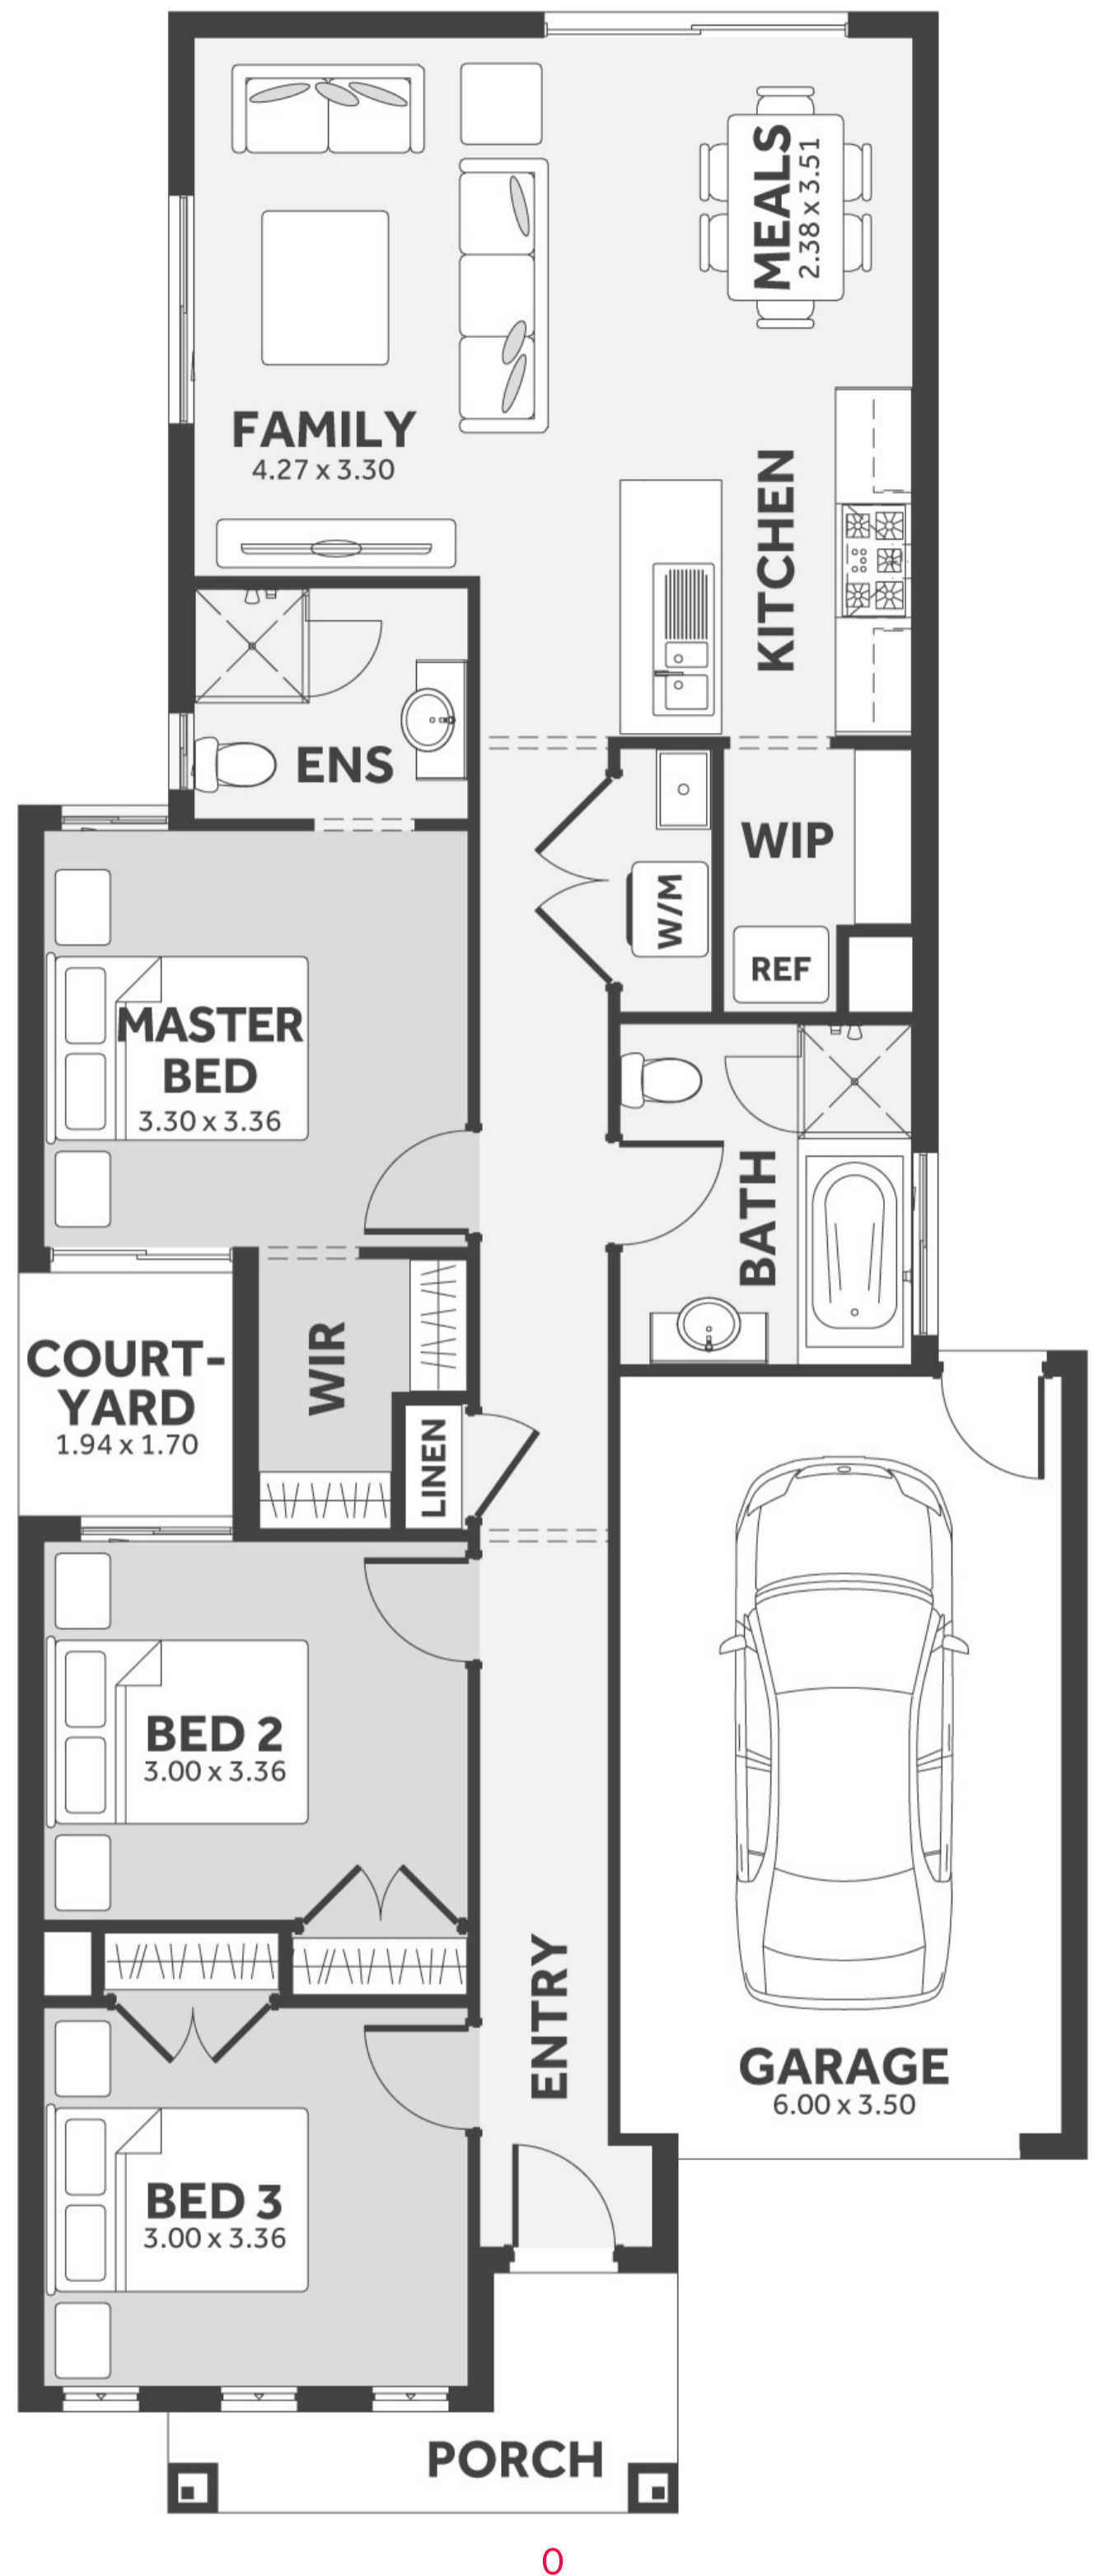 MEALS
2.38 x 3.51
FAMILY
4.27 x 3.30
KITCHEN
ENS
WIP
W/M
REF
MASTER
BED
3.30 x 3.36
BATH
COURT-
YARD
1.94 x 1.70
WIR
LINEN
BED 2
3.00 x 3.36
ENTRY
GARAGE
6.00 x 3.50
BED 3
3.00 x 3.36
PORCH
0